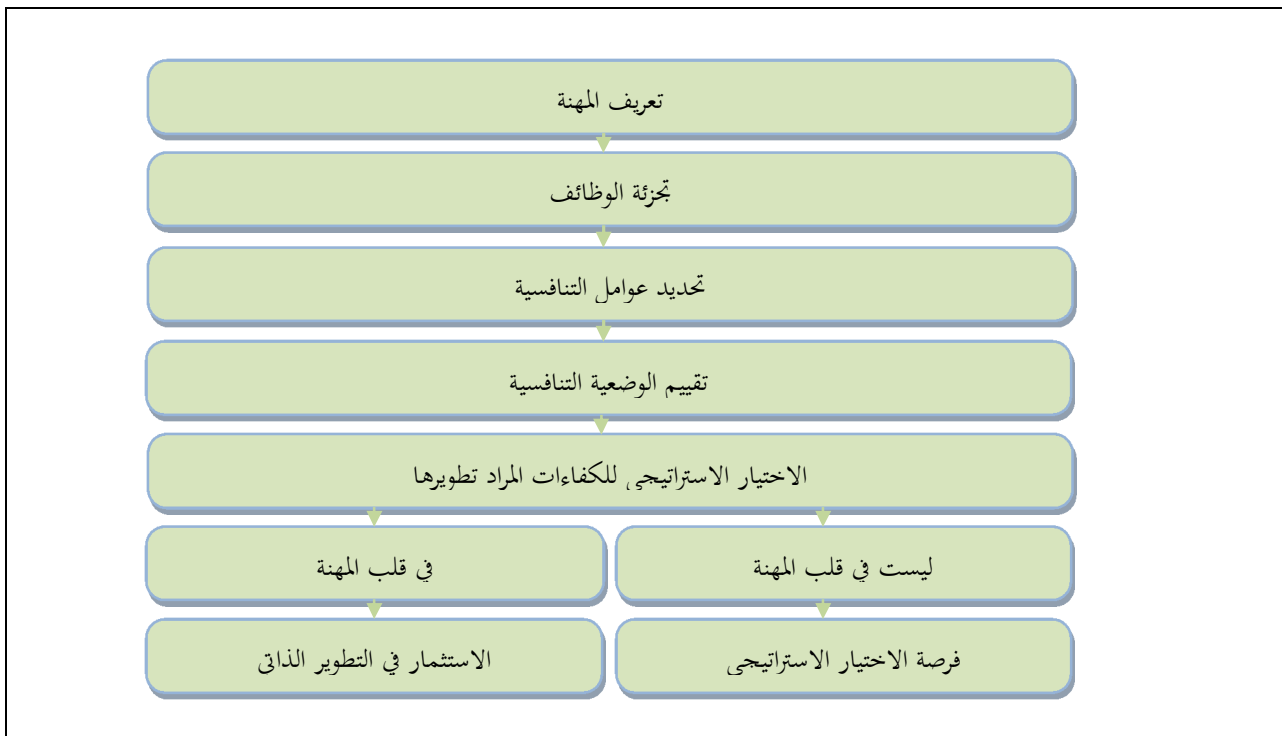 تعريف المهنة
تجزئة الوظائف
تحديد عوامل التنافسية
تقييم الوضعية التنافسية
الاختيار الاستراتيجي للكفاءات المراد تطويرها
ليست في قلب المهنة
في قلب المهنة
فرصة الاختيار الاستراتيجي
الاستثمار في التطوير الذاتي